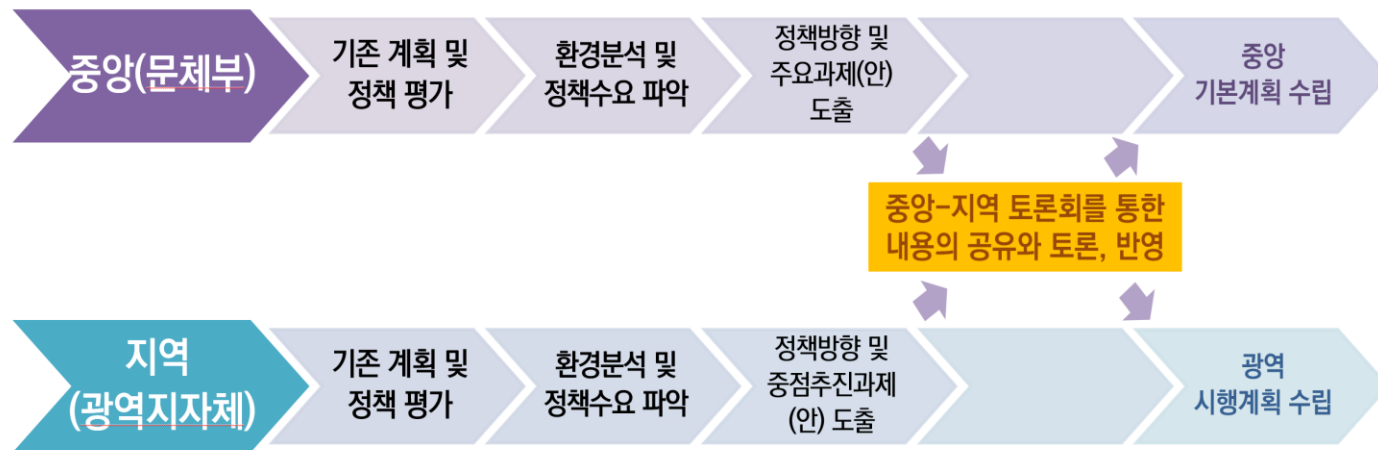 중앙(문체부)
기존 계획 및
정책 평가
환경분석 및
정책수요 파악
정책방향 및
주요과제(안)
도출
중앙
기본계획 수립
중앙-지역 토론회를 통한
내용의 공유와 토론, 반영
지역
(광역지자체)
기존 계획 및
정책 평가
환경분석 및
정책수요 파악
정책방향 및
중점추진과제
(안) 도출
광역
시행계획 수립